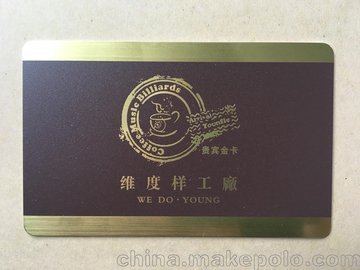 Coffee Music Billiards
贵宾金卡
维度样工廠
WE DO · YOUNG
china.makepolo.com